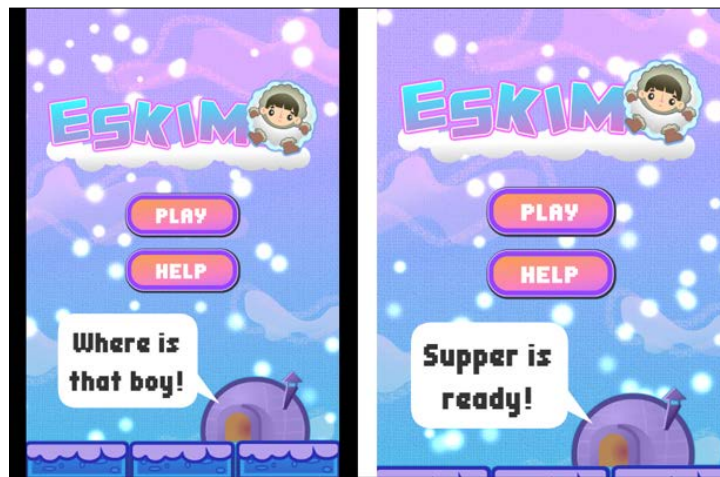 ESKIM
PLAY
HELP
Where is
that boy!
ESKIM
PLAY
HELP
Supper is
ready!